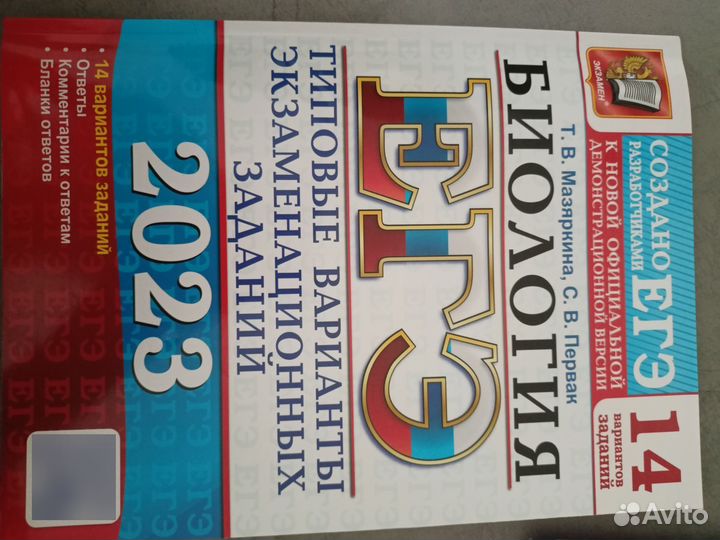 ЭКЗАМЕН
СОЗДАНО
РАЗРАБОТЧИКАМИ
ЕГЭ
К НОВОЙ ОФИЦИАЛЬНОЙ
ДЕМОНСТРАЦИОННОЙ ВЕРСИИ
14
вариантов
заданий
БИОЛОГИЯ
Т. В. Мазяркина, С. В. Первак
ЕГЭ
ТИПОВЫЕ ВАРИАНТЫ
ЭКЗАМЕНАЦИОННЫХ
ЗАДАНИЙ
2023
• 14 вариантов заданий
• Ответы
• Комментарии к ответам
• Бланки ответов
Avito